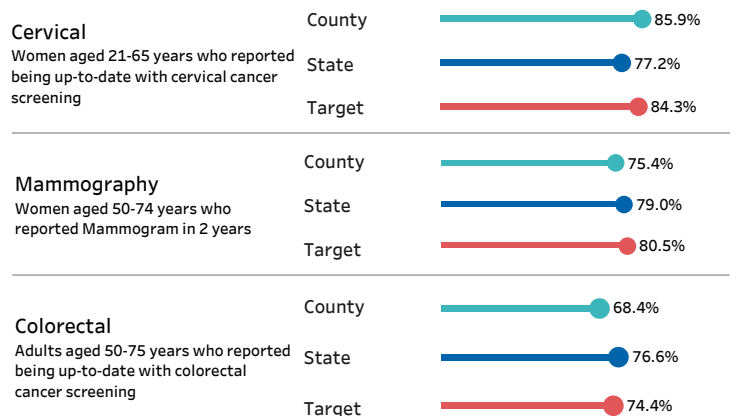 Cervical
Women aged 21-65 years who reported
being up-to-date with cervical cancer
screening
County 85.9%
State 77.2%
Target 84.3%
Mammography
Women aged 50-74 years who
reported Mammogram in 2 years
County 75.4%
State 79.0%
Target 80.5%
Colorectal
Adults aged 50-75 years who reported
being up-to-date with colorectal
cancer screening
County 68.4%
State 76.6%
Target 74.4%